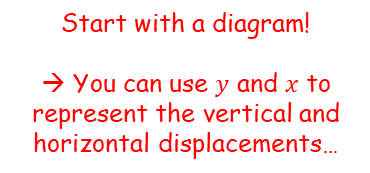 Start with a diagram!
→ You can use y and x to
represent the vertical and
horizontal displacements…